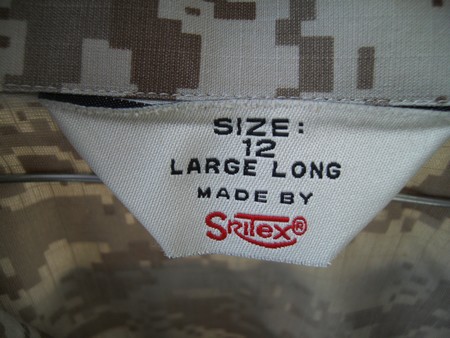 SIZE:
12
LARGE LONG
MADE BY
SRITEX®